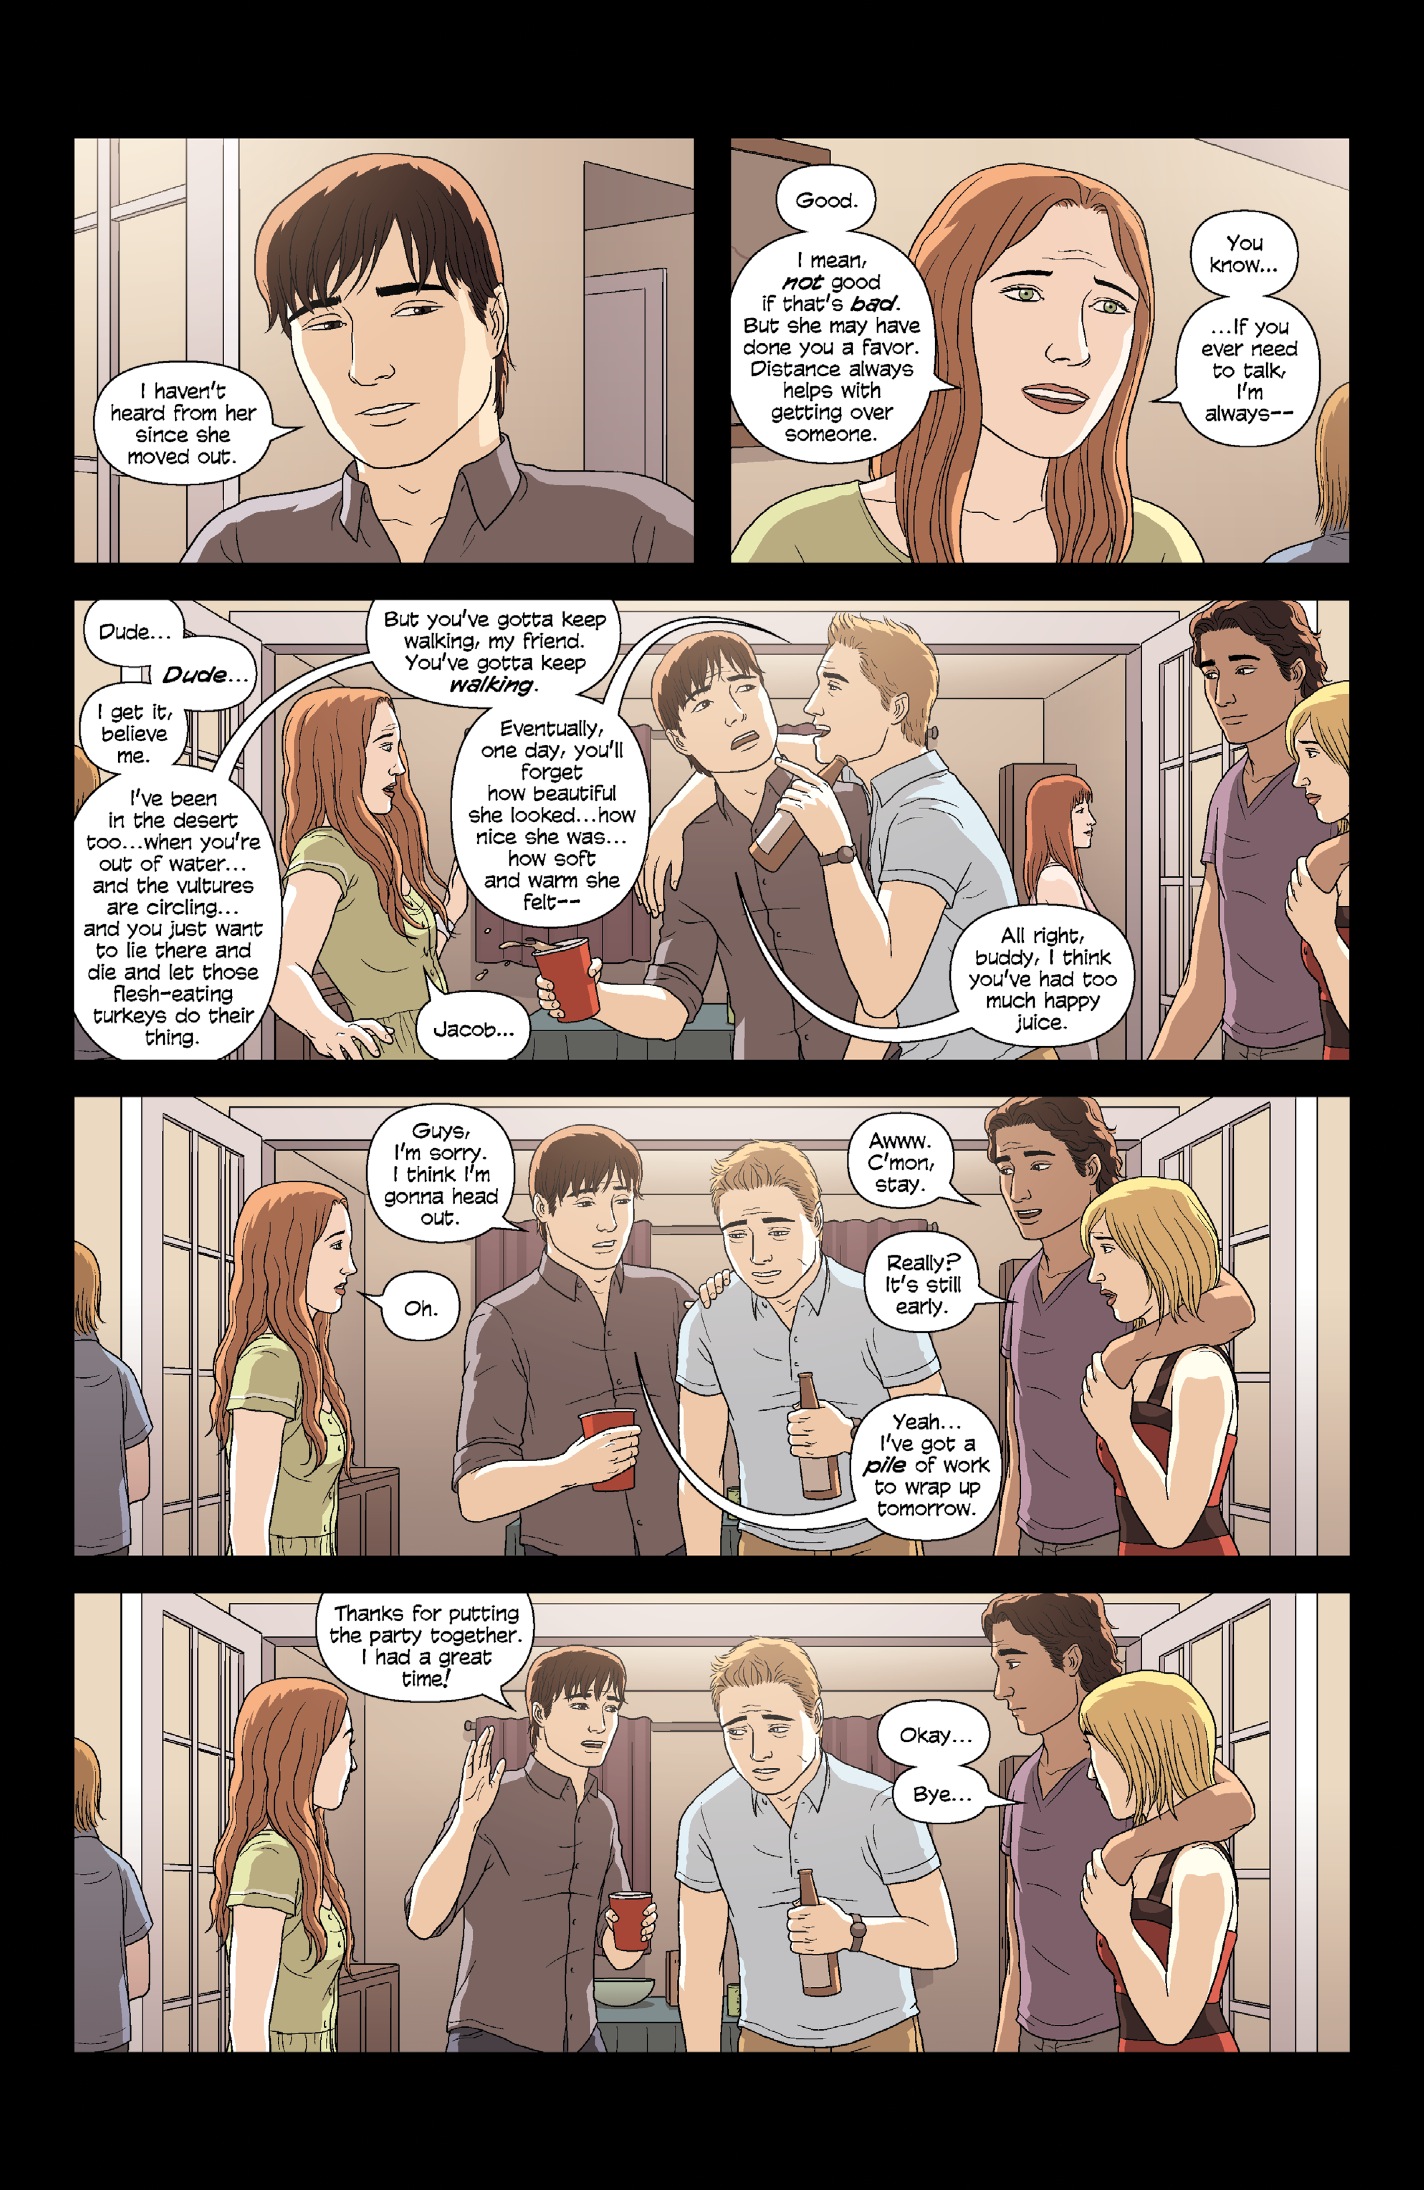 I haven't
heard from her
since she
moved out.
Good.
I mean,
not good
if that's bad.
But she may have
done you a favor.
Distance always
helps with
getting over
someone.
You
know...
...If you
ever need
to talk,
I'm
always--
Dude...
Dude...
I get it,
believe
me.
I've been
in the desert
too...when you're
out of water...
and the vultures
are circling...
and you just want
to lie there and
die and let those
flesh-eating
turkeys do their
thing.
But you've gotta keep
walking, my friend.
You've gotta keep
walking.
Eventually,
one day, you'll
forget
how beautiful
she looked...how
nice she was...
how soft
and warm she
felt--
Jacob...
All right,
buddy, I think
you've had too
much happy
juice.
Guys,
I'm sorry.
I think I'm
gonna head
out.
Oh.
Awww.
C'mon,
stay.
Really?
It's still
early.
Yeah...
I've got a
pile of work
to wrap up
tomorrow.
Thanks for putting
the party together.
I had a great
time!
Okay...
Bye...